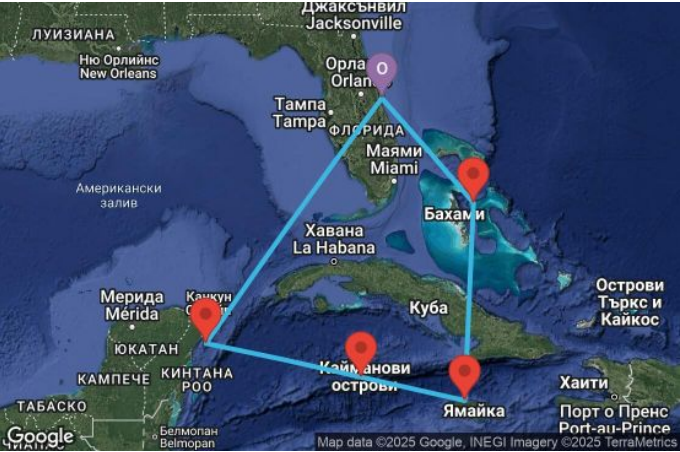 Джаксънвил
Jacksonville
ЛУИЗИАНА
Ню Орлийнс
New Orleans
Орла
Orlan
O
Тампа
Tampa
ФЛОРИДА
Маями
Miami
Американски
залив
Бахами
Хавана
La Habana
Мерида
Mérida
Канкун
Куба
Острови
Търкс и
Кайкос
ЮКАТАН
Кайманови
острови
КАМПЕЧЕ
КИНТАНА
РОО
Хаити
ТАБАСКО
Ямайка
Порт о Пренс
Port-au-Prince
Белмопан
Belmopan
Google
Map data ©2025 Google, INEGI Imagery ©2025 TerraMetrics